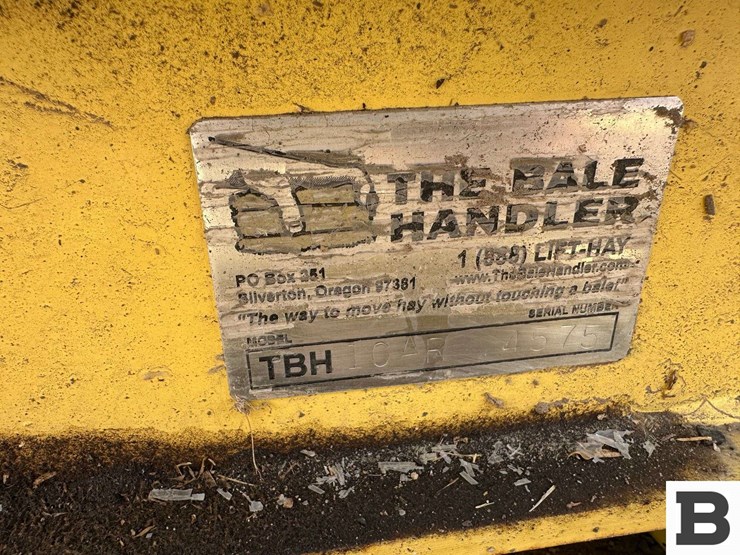 THE BALE
HANDLER
1 (888) LIFT-HAY
PO Box 351
www.TheBaleHandler.com
Silverton, Oregon 97381
"The way to move hay without touching a bale!"
MODEL
SERIAL NUMBER
TBH 4575
B